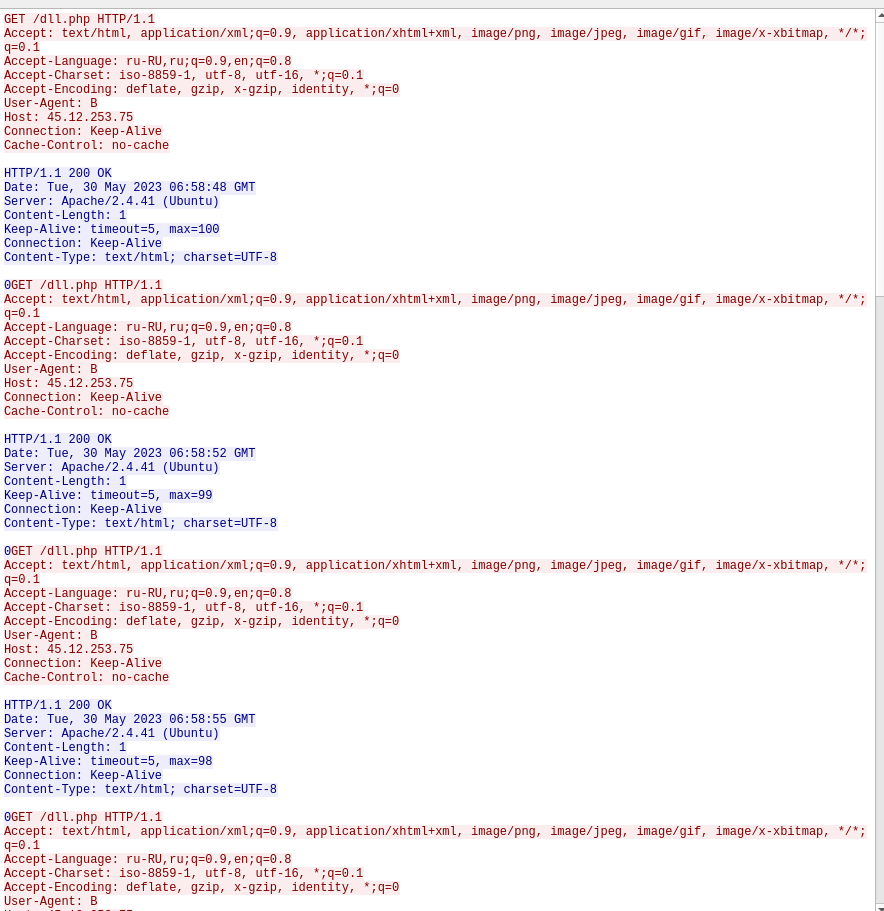 GET /dll.php HTTP/1.1
Accept: text/html, application/xml;q=0.9, application/xhtml+xml, image/png, image/jpeg, image/gif, image/x-xbitmap, */*;
q=0.1
Accept-Language: ru-RU,ru;q=0.9,en;q=0.8
Accept-Charset: iso-8859-1, utf-8, utf-16, *;q=0.1
Accept-Encoding: deflate, gzip, x-gzip, identity, *;q=0
User-Agent: B
Host: 45.12.253.75
Connection: Keep-Alive
Cache-Control: no-cache

HTTP/1.1 200 OK
Date: Tue, 30 May 2023 06:58:48 GMT
Server: Apache/2.4.41 (Ubuntu)
Content-Length: 1
Keep-Alive: timeout=5, max=100
Connection: Keep-Alive
Content-Type: text/html; charset=UTF-8

0GET /dll.php HTTP/1.1
Accept: text/html, application/xml;q=0.9, application/xhtml+xml, image/png, image/jpeg, image/gif, image/x-xbitmap, */*;
q=0.1
Accept-Language: ru-RU,ru;q=0.9,en;q=0.8
Accept-Charset: iso-8859-1, utf-8, utf-16, *;q=0.1
Accept-Encoding: deflate, gzip, x-gzip, identity, *;q=0
User-Agent: B
Host: 45.12.253.75
Connection: Keep-Alive
Cache-Control: no-cache

HTTP/1.1 200 OK
Date: Tue, 30 May 2023 06:58:52 GMT
Server: Apache/2.4.41 (Ubuntu)
Content-Length: 1
Keep-Alive: timeout=5, max=99
Connection: Keep-Alive
Content-Type: text/html; charset=UTF-8

0GET /dll.php HTTP/1.1
Accept: text/html, application/xml;q=0.9, application/xhtml+xml, image/png, image/jpeg, image/gif, image/x-xbitmap, */*;
q=0.1
Accept-Language: ru-RU,ru;q=0.9,en;q=0.8
Accept-Charset: iso-8859-1, utf-8, utf-16, *;q=0.1
Accept-Encoding: deflate, gzip, x-gzip, identity, *;q=0
User-Agent: B
Host: 45.12.253.75
Connection: Keep-Alive
Cache-Control: no-cache

HTTP/1.1 200 OK
Date: Tue, 30 May 2023 06:58:55 GMT
Server: Apache/2.4.41 (Ubuntu)
Content-Length: 1
Keep-Alive: timeout=5, max=98
Connection: Keep-Alive
Content-Type: text/html; charset=UTF-8

0GET /dll.php HTTP/1.1
Accept: text/html, application/xml;q=0.9, application/xhtml+xml, image/png, image/jpeg, image/gif, image/x-xbitmap, */*;
q=0.1
Accept-Language: ru-RU,ru;q=0.9,en;q=0.8
Accept-Charset: iso-8859-1, utf-8, utf-16, *;q=0.1
Accept-Encoding: deflate, gzip, x-gzip, identity, *;q=0
User-Agent: B